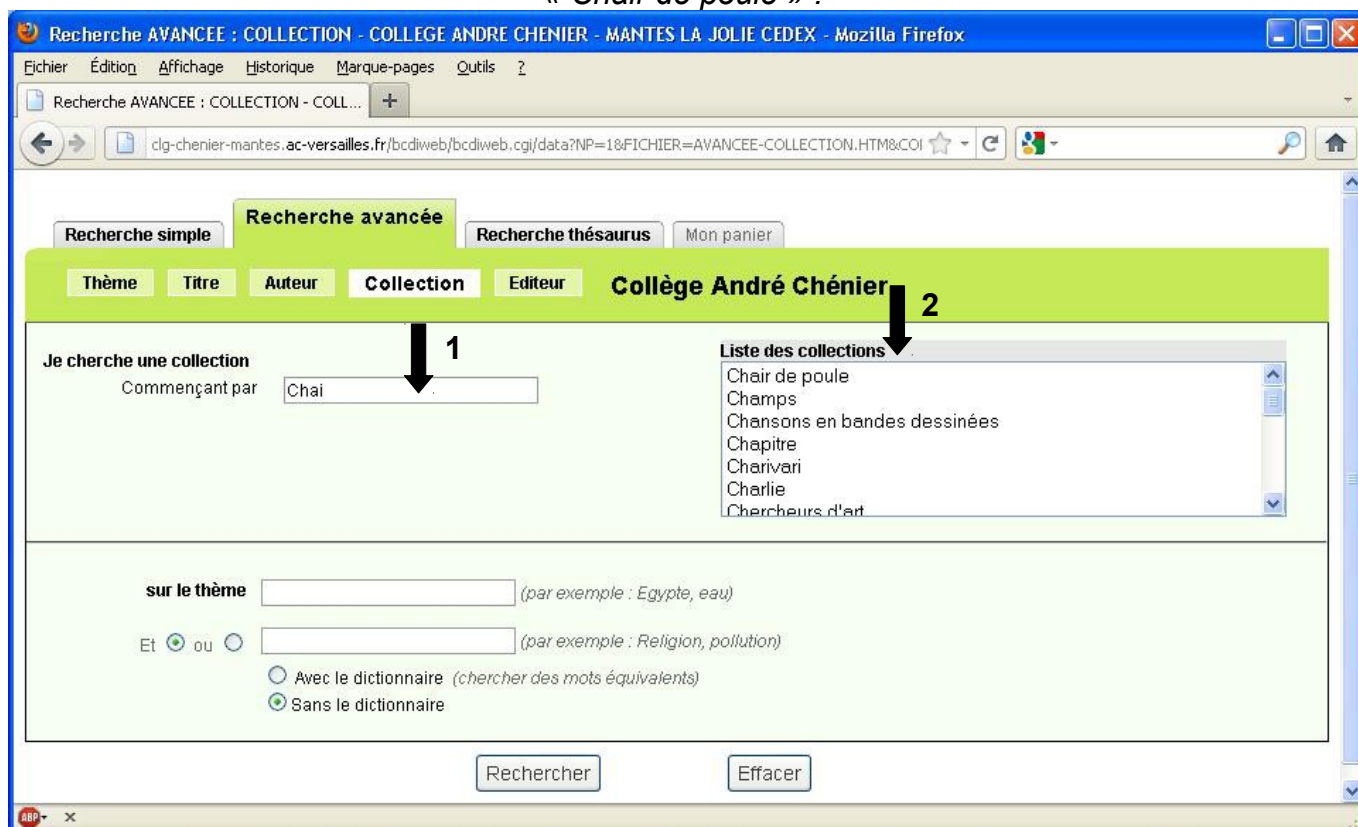 « Chair de poule » :
Recherche AVANCEE : COLLECTION - COLLEGE ANDRE CHENIER - MANTES LA JOLIE CEDEX - Mozilla Firefox
Eichier Édition Affichage Historique Marque-pages Outils ?
Recherche AVANCEE : COLLECTION - COLL... +
clg-chenier-mantes.ac-versailles.fr/bcdiweb/bcdiweb.cgi/data?NP=1&FICHIER=AVANCEE-COLLECTION.HTM&COI
Recherche simple Recherche avancée Recherche thésaurus Mon panier
Thème Titre Auteur Collection Editeur Collège André Chénier
1 2
Je cherche une collection
Commençant par Chai
Liste des collections
Chair de poule
Champs
Chansons en bandes dessinées
Chapitre
Charivari
Charlie
Chercheurs d'art
sur le thème (par exemple : Egypte, eau)
Et ou (par exemple : Religion, pollution)
Avec le dictionnaire (chercher des mots équivalents)
Sans le dictionnaire
Rechercher Effacer
ABP x